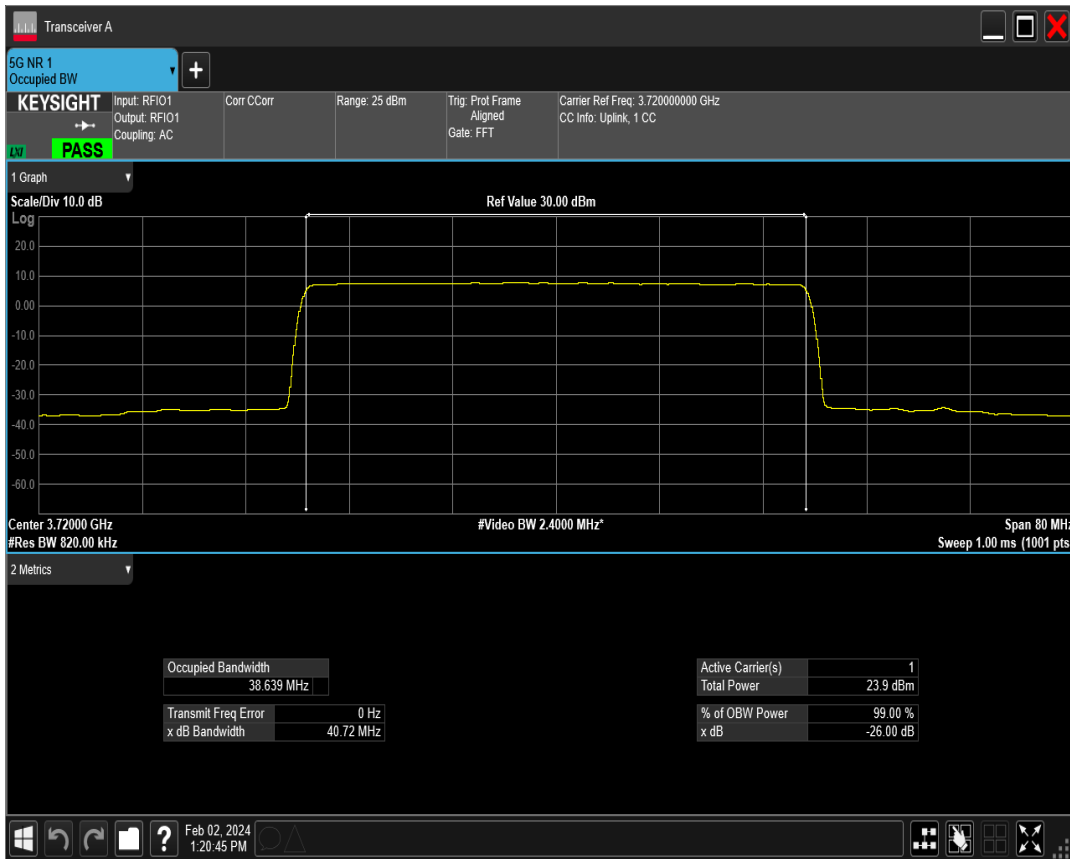 Transceiver A
5G NR 1
Occupied BW
KEYSIGHT
LXI
PASS
Input: RFIO1
Output: RFIO1
Coupling: AC
Corr CCorr
Range: 25 dBm
Trig: Prot Frame
Aligned
Gate: FFT
Carrier Ref Freq: 3.720000000 GHz
CC Info: Uplink, 1 CC
1 Graph
Scale/Div 10.0 dB
Ref Value 30.00 dBm
Log
20.0
10.0
0.00
-10.0
-20.0
-30.0
-40.0
-50.0
-60.0
Center 3.72000 GHz
#Video BW 2.4000 MHz*
Span 80 MHz
#Res BW 820.00 kHz
Sweep 1.00 ms (1001 pts
2 Metrics
Occupied Bandwidth
38.639 MHz
Transmit Freq Error 0 Hz
x dB Bandwidth 40.72 MHz
Active Carrier(s) 1
Total Power 23.9 dBm
% of OBW Power 99.00 %
x dB -26.00 dB
?
Feb 02, 2024
1:20:45 PM